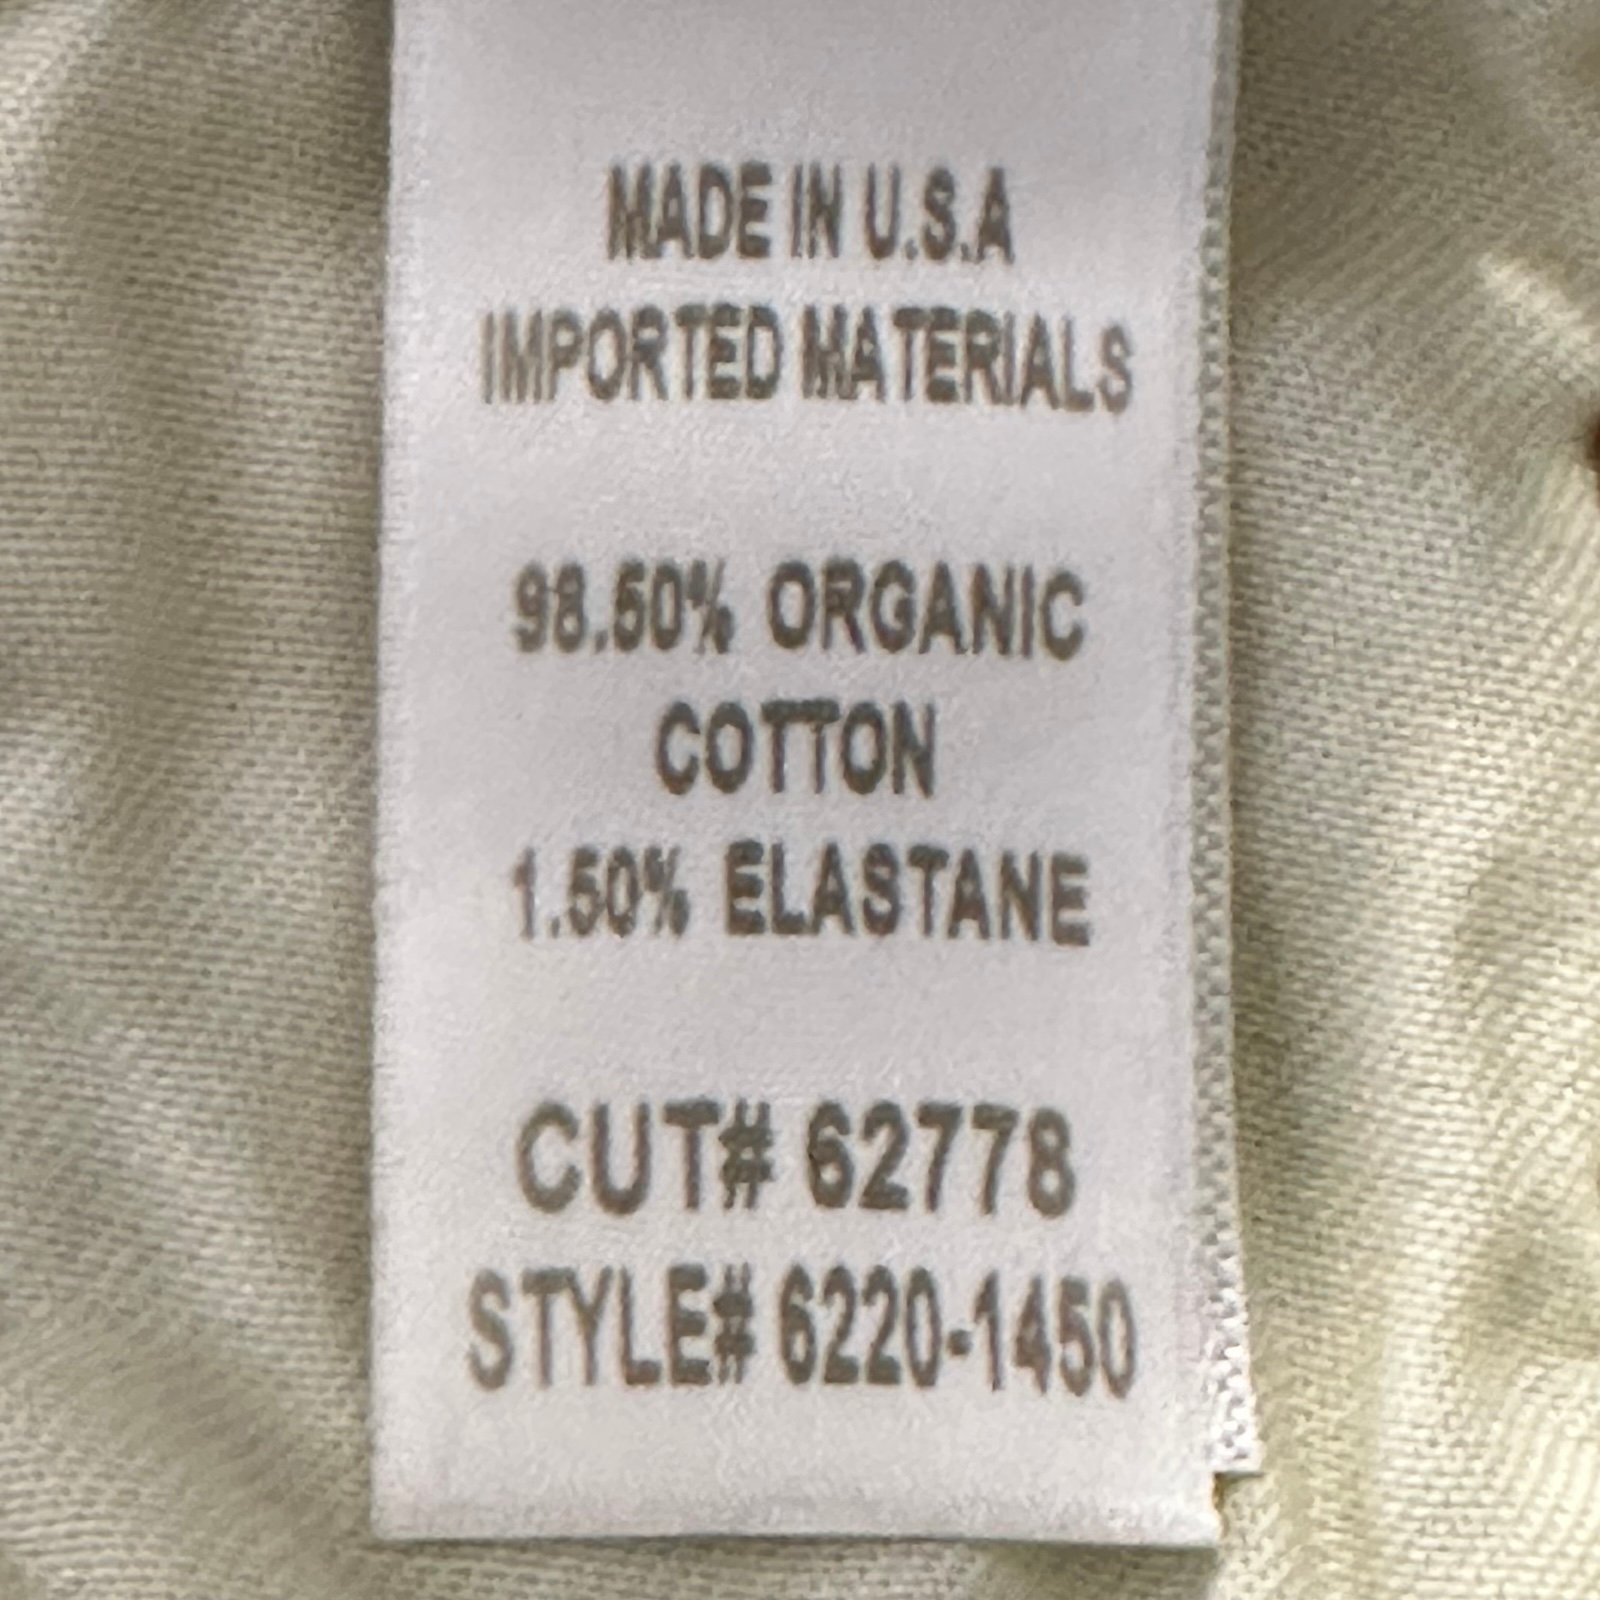 MADE IN U.S.A
IMPORTED MATERIALS
98.50% ORGANIC
COTTON
1.50% ELASTANE
CUT# 62778
STYLE# 6220-1450